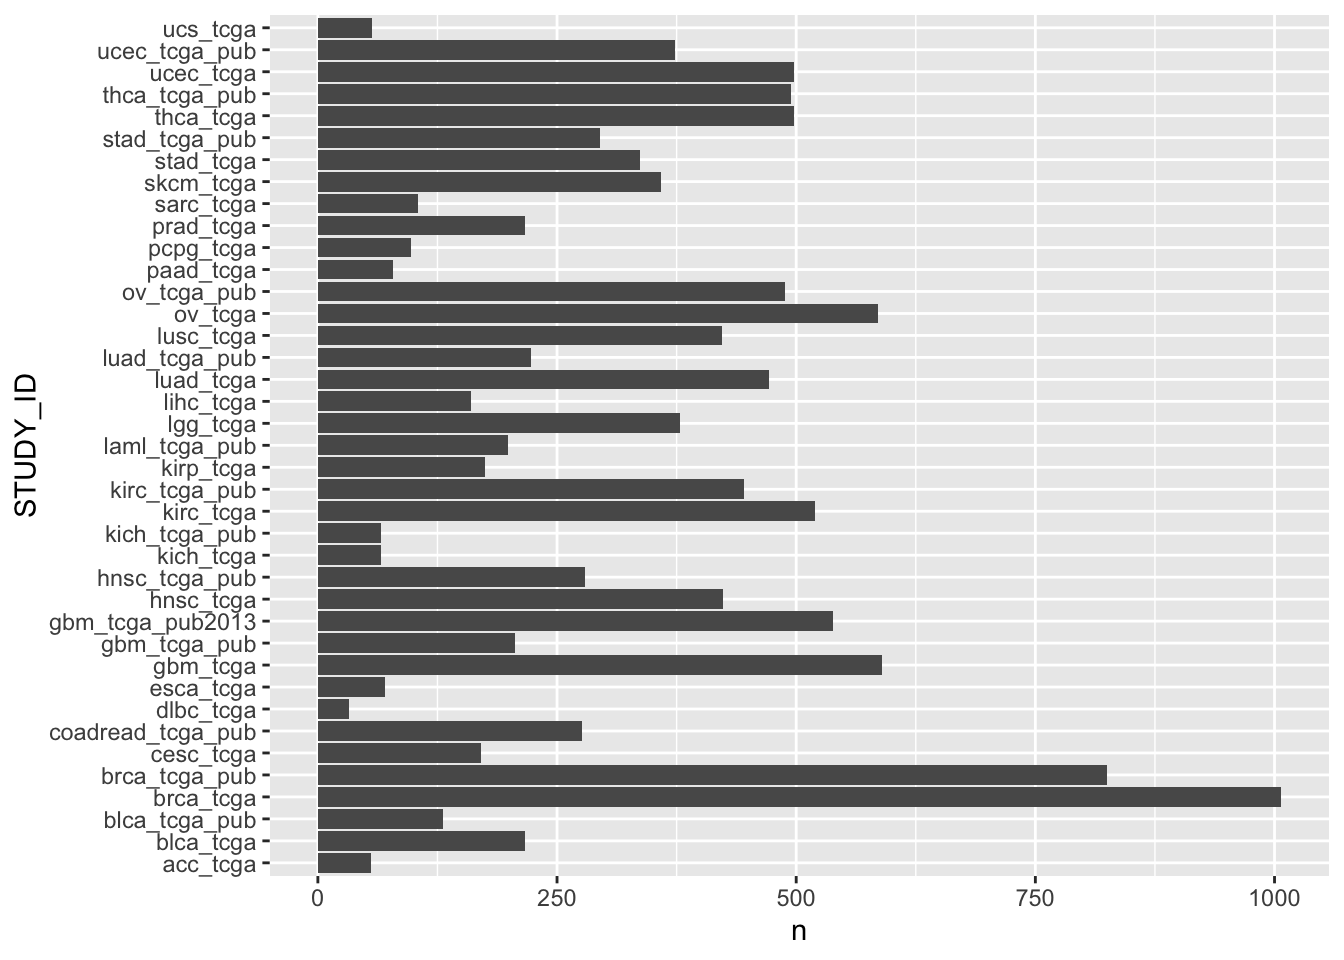 ucs_tcga
ucec_tcga_pub
ucec_tcga
thca_tcga_pub
thca_tcga
stad_tcga_pub
stad_tcga
skcm_tcga
sarc_tcga
prad_tcga
pcpg_tcga
paad_tcga
ov_tcga_pub
ov_tcga
lusc_tcga
luad_tcga_pub
luad_tcga
lihc_tcga
lgg_tcga
laml_tcga_pub
kirp_tcga
kirc_tcga_pub
kirc_tcga
kich_tcga_pub
kich_tcga
hnsc_tcga_pub
hnsc_tcga
gbm_tcga_pub2013
gbm_tcga_pub
gbm_tcga
esca_tcga
dlbc_tcga
coadread_tcga_pub
cesc_tcga
brca_tcga_pub
brca_tcga
blca_tcga_pub
blca_tcga
acc_tcga
STUDY_ID
0 250 500 750 1000
n